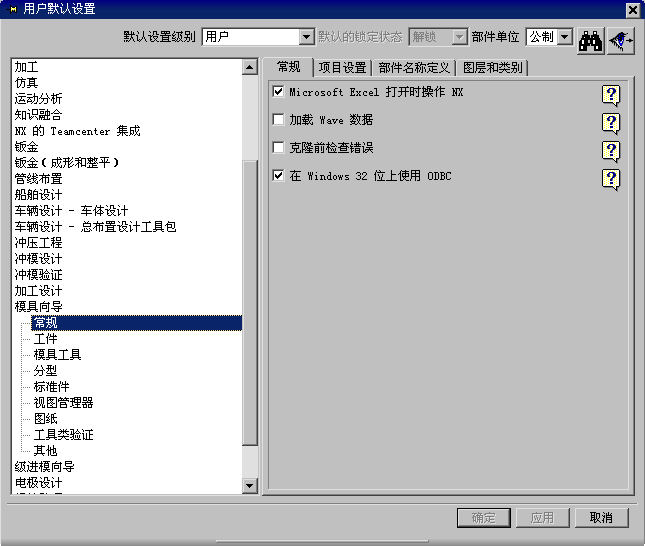 用户默认设置
默认设置级别 用户 默认的锁定状态 解锁 部件单位 公制
加工
仿真
运动分析
知识融合
NX 的 Teamcenter 集成
钣金
钣金(成形和整平)
管线布置
船舶设计
车辆设计 - 车体设计
车辆设计 - 总布置设计工具包
冲压工程
冲模设计
冲模验证
加工设计
模具向导
常规
工件
模具工具
分型
标准件
视图管理器
图纸
工具类验证
其他
级进模向导
电极设计
常规 项目设置 部件名称定义 图层和类别
Microsoft Excel 打开时操作 NX
加载 Wave 数据
克隆前检查错误
在 Windows 32 位上使用 ODBC
确定 应用 取消